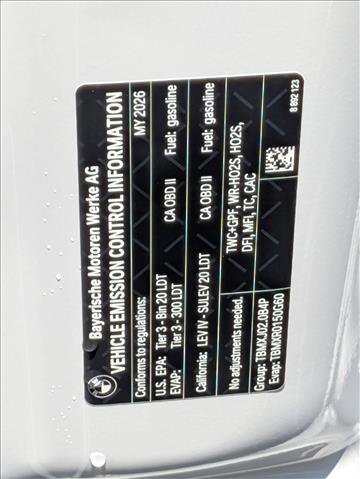 Bayerische Motoren Werke AG
VEHICLE EMISSION CONTROL INFORMATION
Conforms to regulations: MY 2026
U.S. EPA: Tier 3 - Bin 20 LDT CA OBD II Fuel: gasoline
EVAP: Tier 3 - 300 LDT
California: LEV IV - SULEV 20 LDT CA OBD II Fuel: gasoline
No adjustments needed. TWC+GPF, WR-HO2S, HO2S,
Group: TBMXJ02.0B4P DFI, MFI, TC, CAC
Evap: TBMXR0150C60
8 892 123